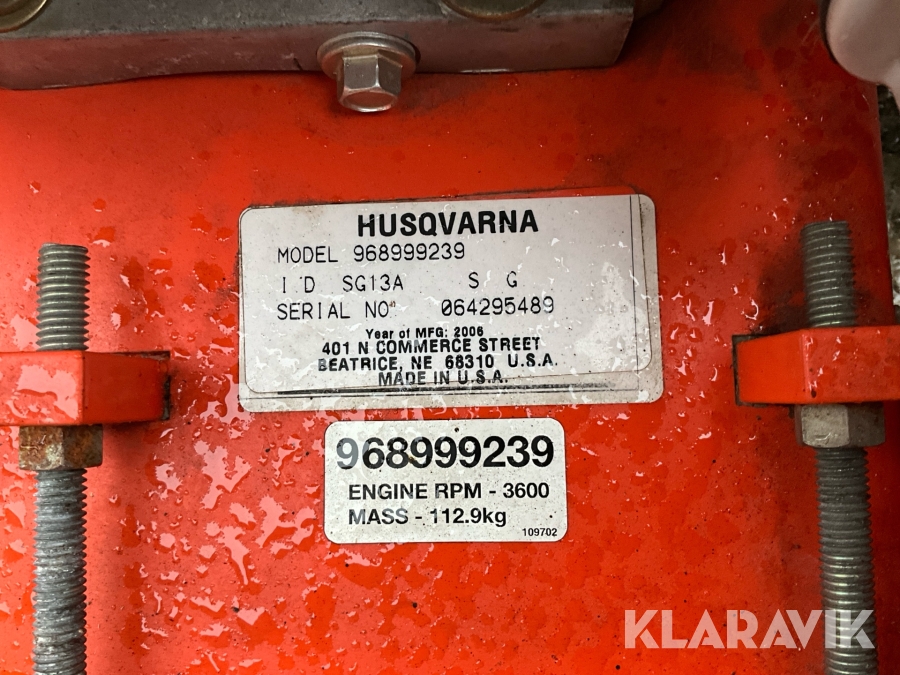 HUSQVARNA
MODEL 968999239
I D SG13A S G
SERIAL NO. 064295489
Year of MFG: 2006
401 N COMMERCE STREET
BEATRICE, NE 68310 U.S.A.
MADE IN U.S.A.
968999239
ENGINE RPM - 3600
MASS - 112.9kg
109702
KLARAVIK